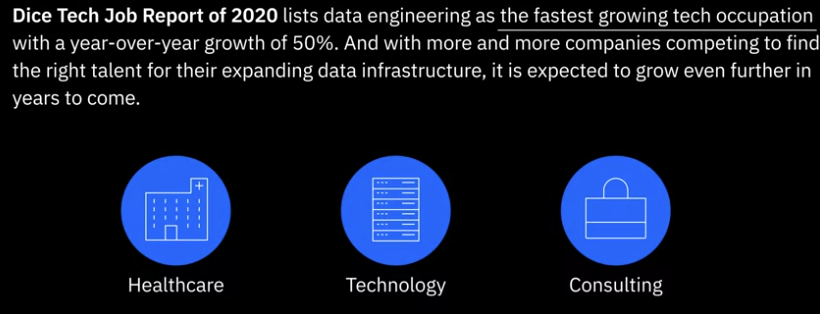 Dice Tech Job Report of 2020 lists data engineering as the fastest growing tech occupation
with a year-over-year growth of 50%. And with more and more companies competing to find
the right talent for their expanding data infrastructure, it is expected to grow even further in
years to come.
Healthcare
Technology
Consulting